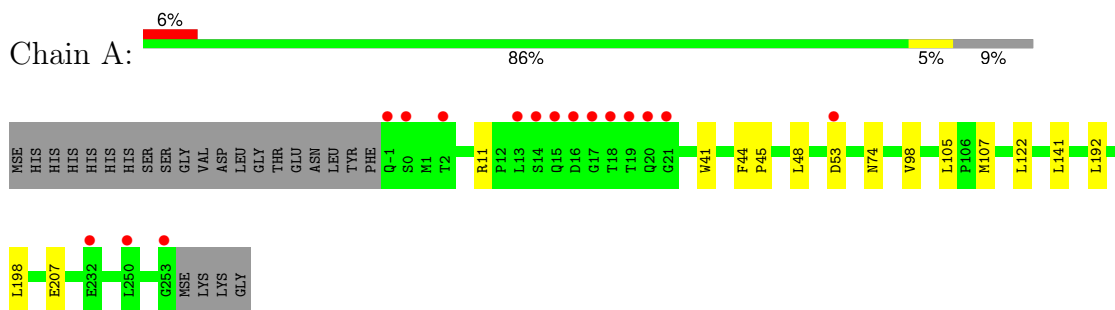 6%
Chain A:
86% 5% 9%
MSE HIS HIS HIS HIS HIS HIS SER SER GLY VAL ASP LEU GLY THR GLU ASN LEU TYR PHE Q-1 S0 M1 T2 R11 P12 L13 S14 Q15 D16 G17 T18 T19 Q20 G21 W41 F44 P45 L48 D53 N74 V98 L105 P106 M107 L122 L141 L192
L198 E207 E232 L250 G253 MSE LYS LYS GLY